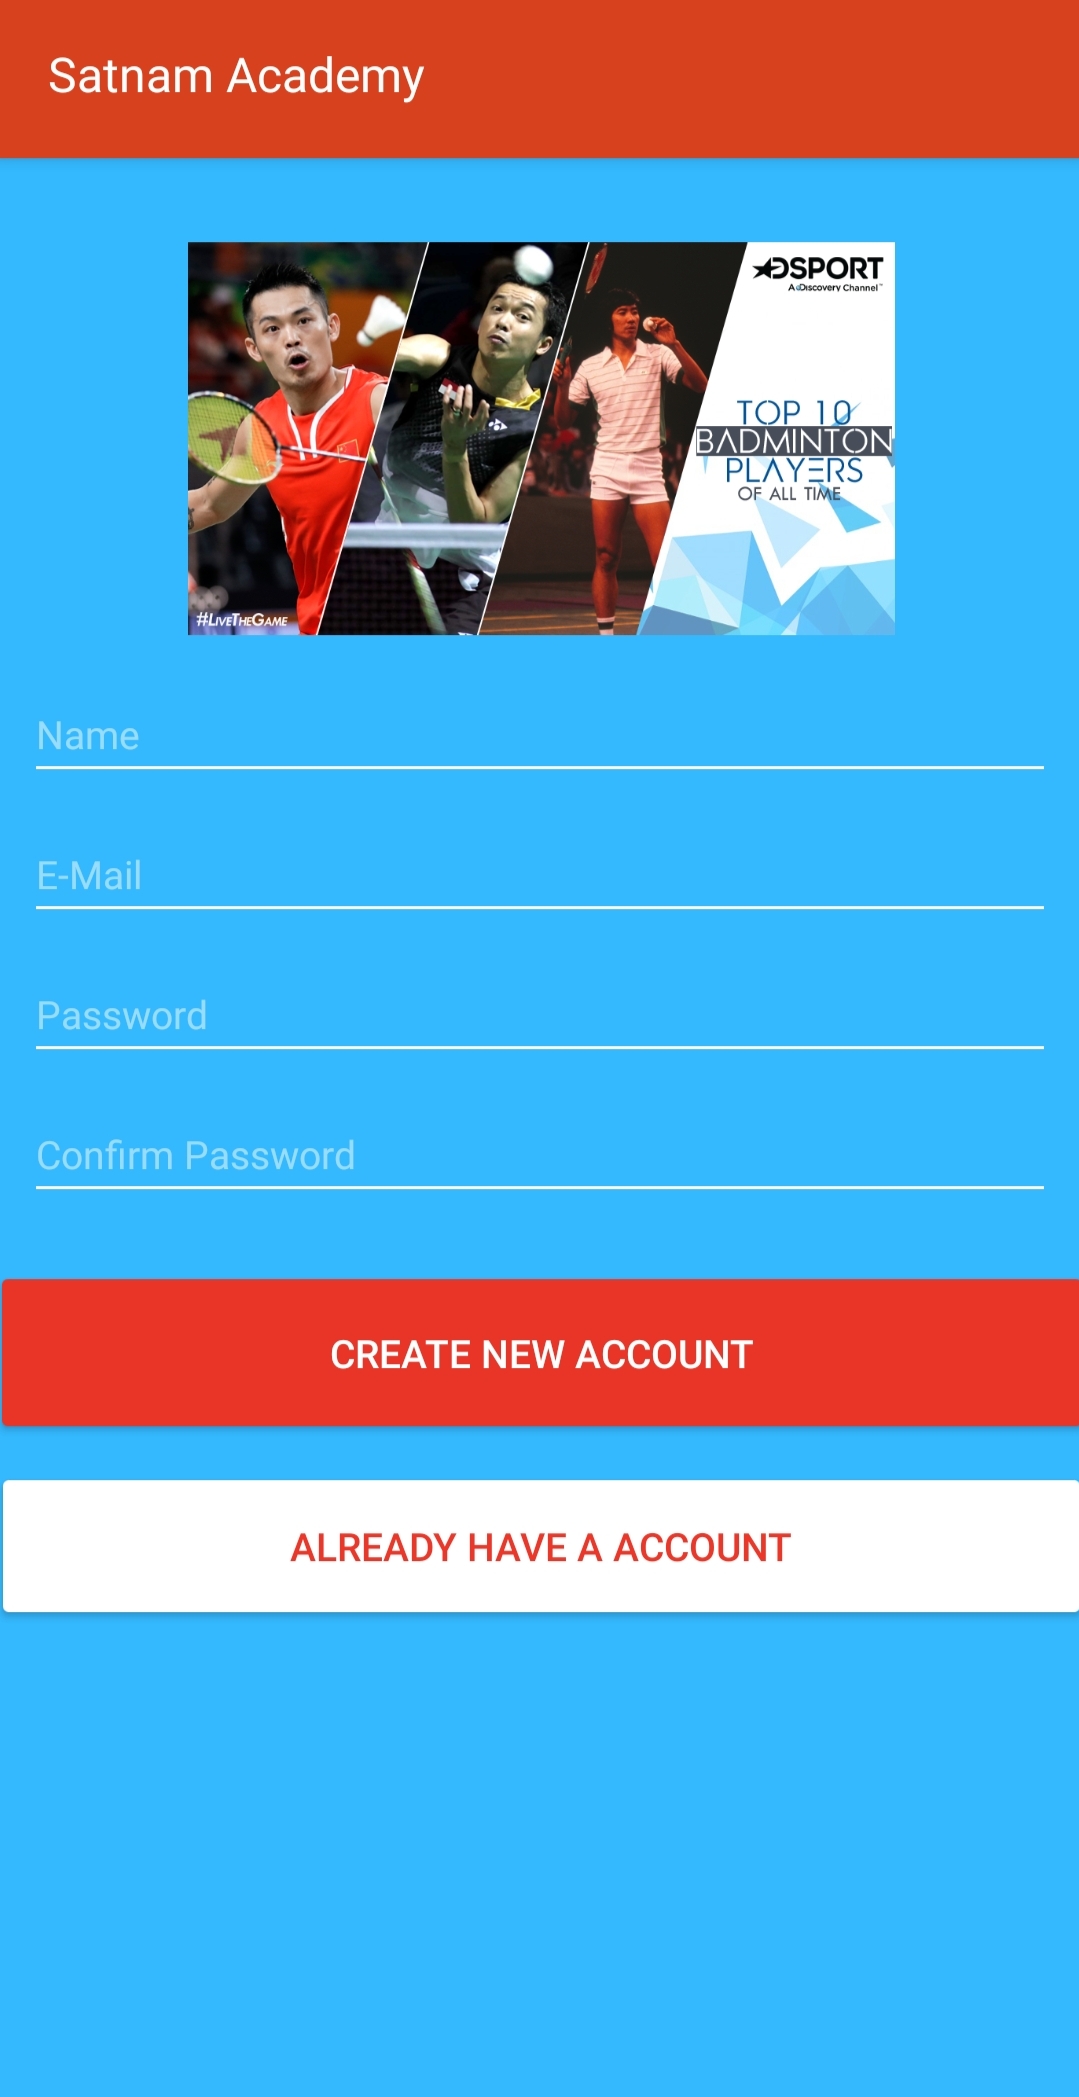 Satnam Academy
DSPORT
A Discovery Channel™
TOP 10
BADMINTON
PLAYERS
OF ALL TIME
#LIVETHEGAME
Name
E-Mail
Password
Confirm Password
CREATE NEW ACCOUNT
ALREADY HAVE A ACCOUNT